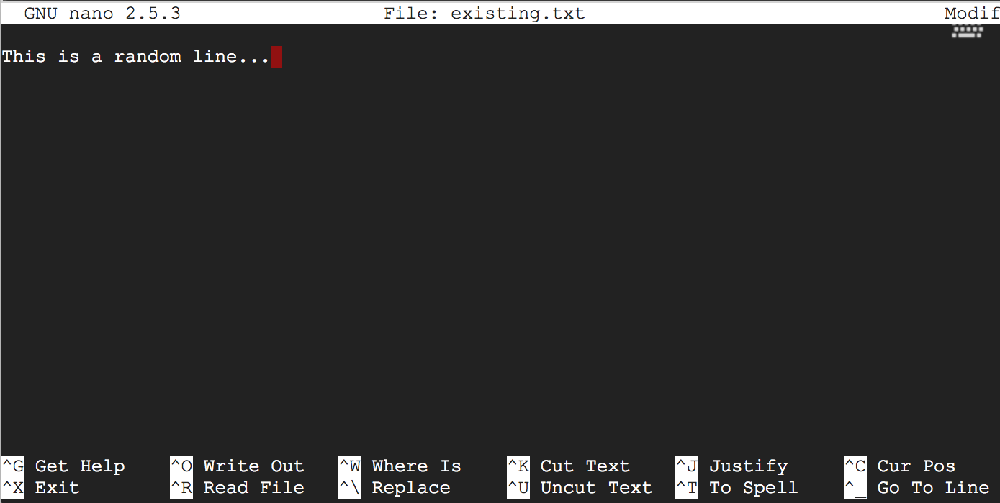 GNU nano 2.5.3 File: existing.txt Modif
This is a random line...
^G Get Help ^O Write Out ^W Where Is ^K Cut Text ^J Justify ^C Cur Pos
^X Exit ^R Read File ^\ Replace ^U Uncut Text ^T To Spell ^_ Go To Line